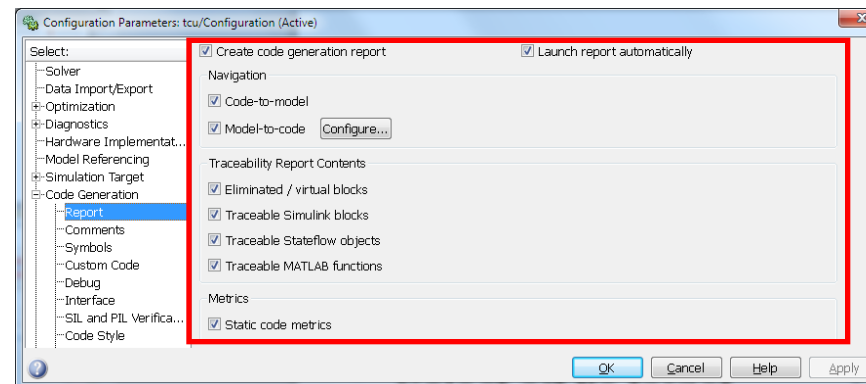 Configuration Parameters: tcu/Configuration (Active)
Select:
Solver
Data Import/Export
Optimization
Diagnostics
Hardware Implementat...
Model Referencing
Simulation Target
Code Generation
Report
Comments
Symbols
Custom Code
Debug
Interface
SIL and PIL Verifica...
Code Style
Create code generation report
Launch report automatically
Navigation
Code-to-model
Model-to-code Configure...
Traceability Report Contents
Eliminated / virtual blocks
Traceable Simulink blocks
Traceable Stateflow objects
Traceable MATLAB functions
Metrics
Static code metrics
OK Cancel Help Apply